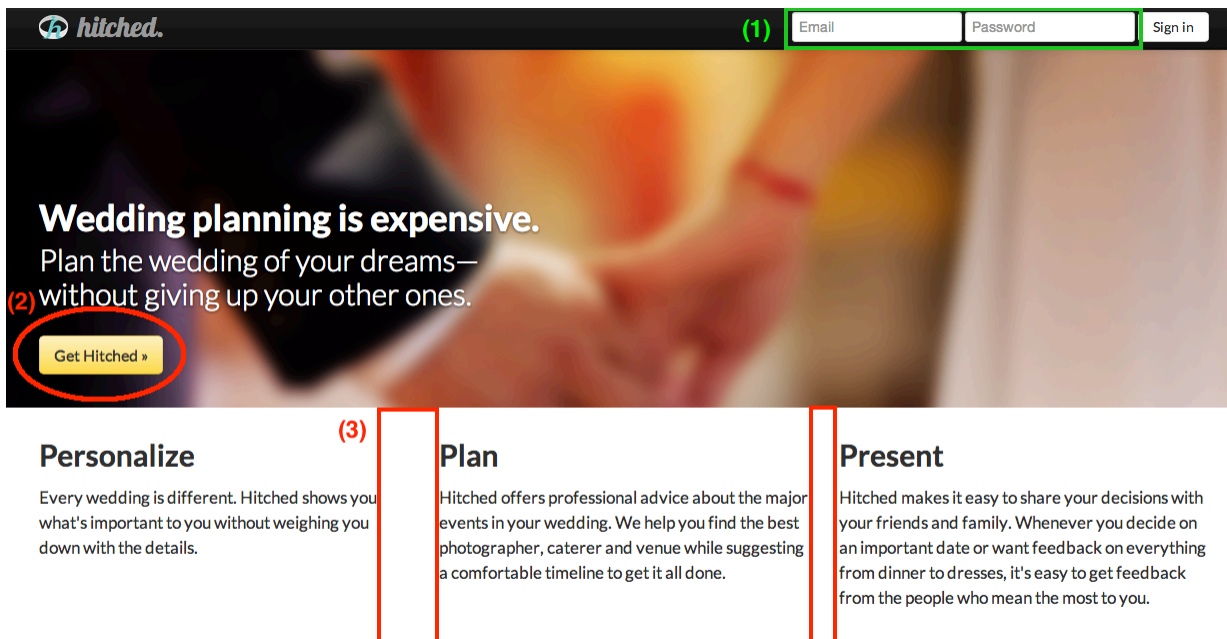 hitched.
(1)
Email
Password
Sign in
Wedding planning is expensive.
Plan the wedding of your dreams—
without giving up your other ones.
(2)
Get Hitched »
(3)
Personalize
Every wedding is different. Hitched shows you
what's important to you without weighing you
down with the details.
Plan
Hitched offers professional advice about the major
events in your wedding. We help you find the best
photographer, caterer and venue while suggesting
a comfortable timeline to get it all done.
Present
Hitched makes it easy to share your decisions with
your friends and family. Whenever you decide on
an important date or want feedback on everything
from dinner to dresses, it's easy to get feedback
from the people who mean the most to you.